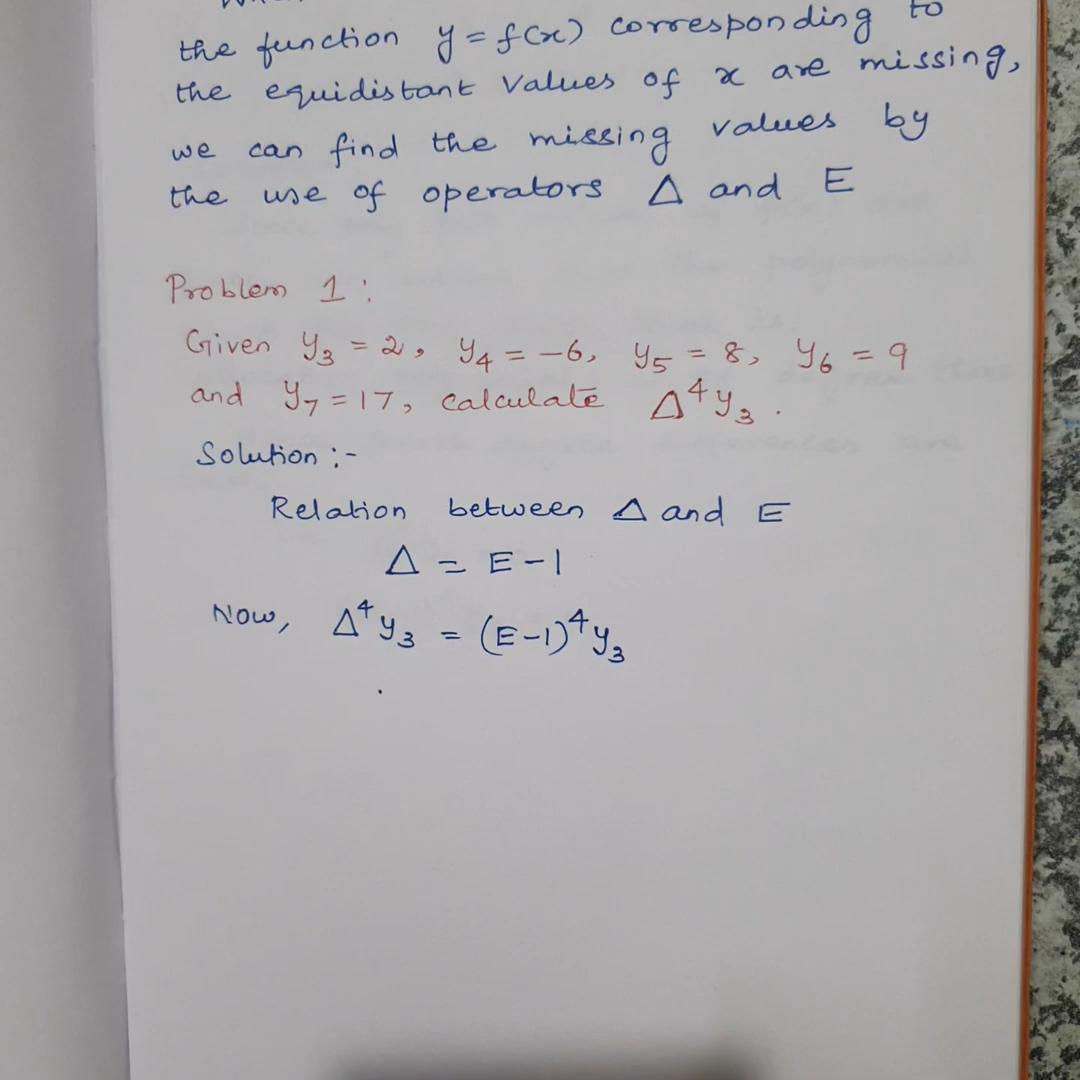 the function y = f(x) corresponding to
the equidistant values of x are missing,
we can find the missing values by
the use of operators Δ and E
Problem 1:
Given y₃ = 2, y₄ = -6, y₅ = 8, y₆ = 9
and y₇ = 17, calculate Δ⁴y₃.
Solution :-
Relation between Δ and E
Δ = E-1
Now, Δ⁴y₃ = (E-1)⁴y₃